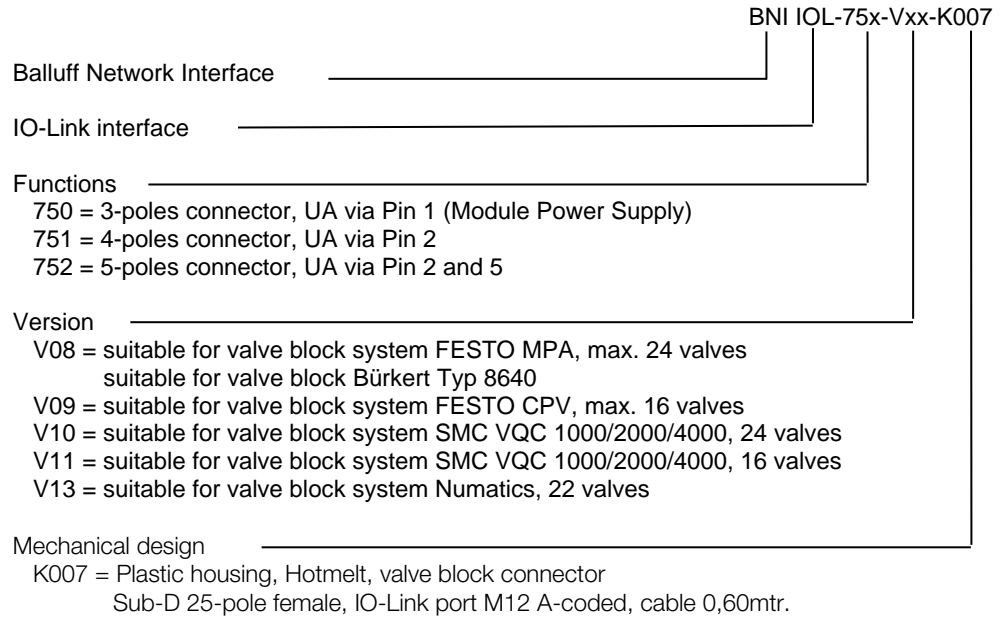 BNI IOL-75x-Vxx-K007
Balluff Network Interface
IO-Link interface
Functions
750 = 3-poles connector, UA via Pin 1 (Module Power Supply)
751 = 4-poles connector, UA via Pin 2
752 = 5-poles connector, UA via Pin 2 and 5
Version
V08 = suitable for valve block system FESTO MPA, max. 24 valves
suitable for valve block Bürkert Typ 8640
V09 = suitable for valve block system FESTO CPV, max. 16 valves
V10 = suitable for valve block system SMC VQC 1000/2000/4000, 24 valves
V11 = suitable for valve block system SMC VQC 1000/2000/4000, 16 valves
V13 = suitable for valve block system Numatics, 22 valves
Mechanical design
K007 = Plastic housing, Hotmelt, valve block connector
Sub-D 25-pole female, IO-Link port M12 A-coded, cable 0,60mtr.